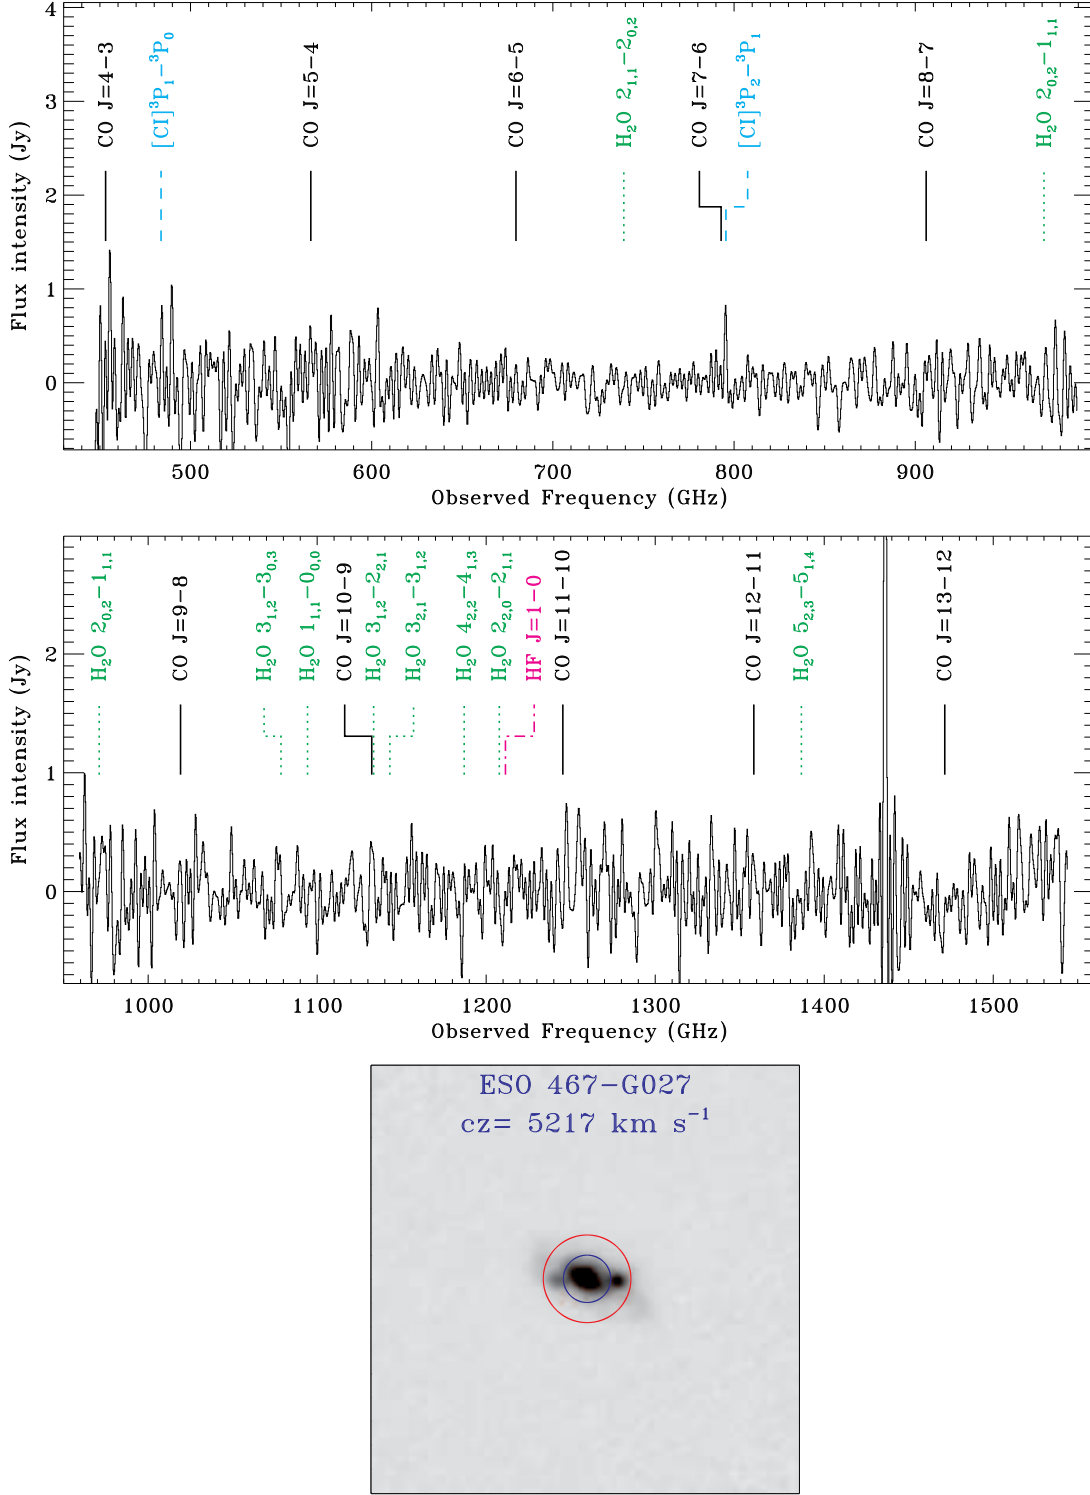 4
3
2
1
0
Flux intensity (Jy)
CO J=4−3
[CI]³P₁−³P₀
CO J=5−4
CO J=6−5
H₂O 2₁,₁−2₀,₂
CO J=7−6
[CI]³P₂−³P₁
CO J=8−7
H₂O 2₀,₂−1₁,₁
500 600 700 800 900
Observed Frequency (GHz)
2
1
0
Flux intensity (Jy)
H₂O 2₀,₂−1₁,₁
CO J=9−8
H₂O 3₁,₂−3₀,₃
H₂O 1₁,₁−0₀,₀
CO J=10−9
H₂O 3₁,₂−2₂,₁
H₂O 3₂,₁−3₁,₂
H₂O 4₂,₂−4₁,₃
H₂O 2₂,₀−2₁,₁
HF J=1−0
CO J=11−10
CO J=12−11
H₂O 5₂,₃−5₁,₄
CO J=13−12
1000 1100 1200 1300 1400 1500
Observed Frequency (GHz)
ESO 467−G027
cz= 5217 km s⁻¹